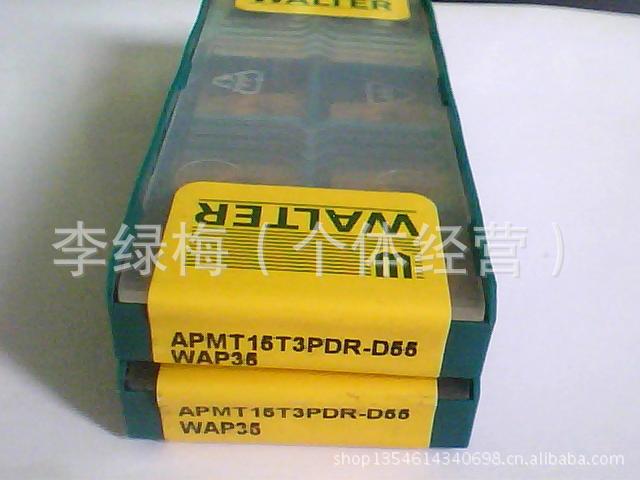 WALTER
WALTER
李绿梅（个体经营）
APMT15T3PDR-D55
WAP35
APMT15T3PDR-D55
WAP35
shop1354614340698.cn.alibaba.com